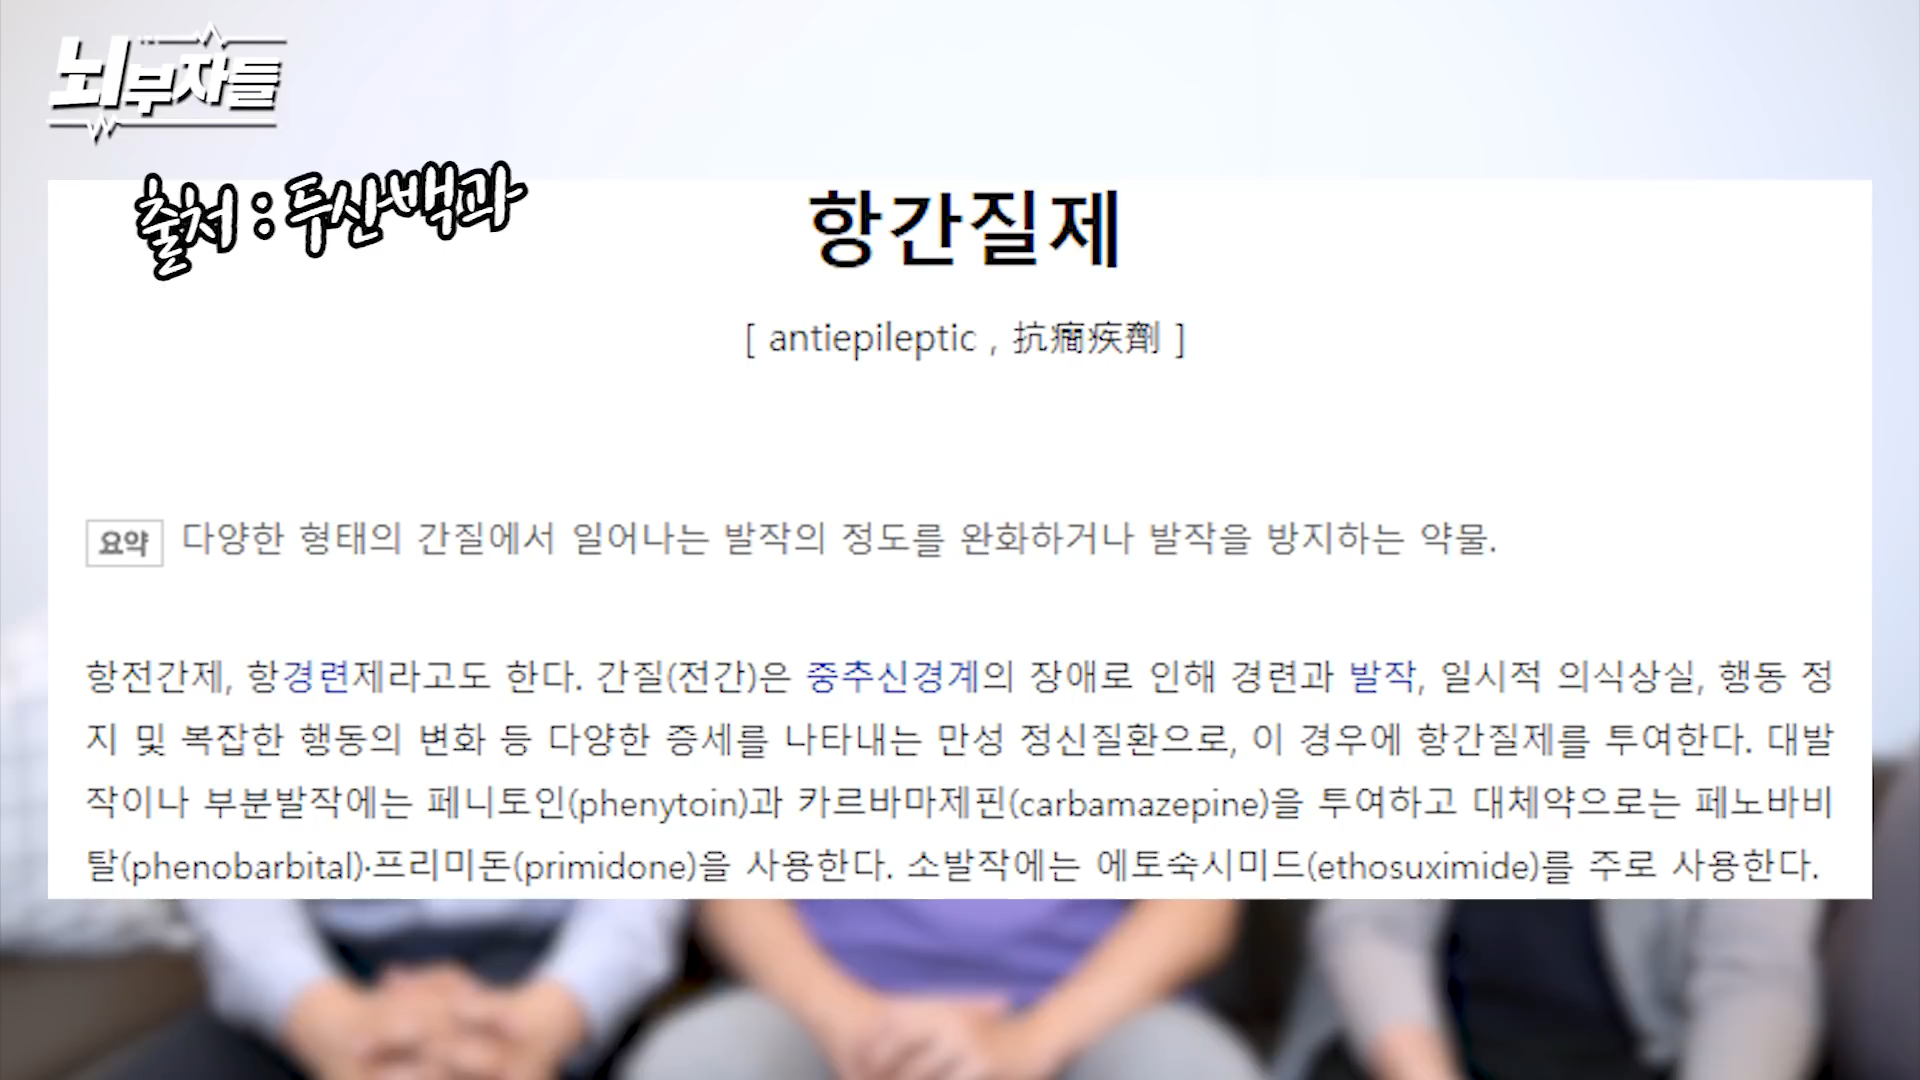 뇌부자들
출처 : 두산백과
항간질제
[ antiepileptic , 抗癎疾劑 ]
요약 다양한 형태의 간질에서 일어나는 발작의 정도를 완화하거나 발작을 방지하는 약물.
항전간제, 항경련제라고도 한다. 간질(전간)은 중추신경계의 장애로 인해 경련과 발작, 일시적 의식상실, 행동 정
지 및 복잡한 행동의 변화 등 다양한 증세를 나타내는 만성 정신질환으로, 이 경우에 항간질제를 투여한다. 대발
작이나 부분발작에는 페니토인(phenytoin)과 카르바마제핀(carbamazepine)을 투여하고 대체약으로는 페노바비
탈(phenobarbital)·프리미돈(primidone)을 사용한다. 소발작에는 에토숙시미드(ethosuximide)를 주로 사용한다.